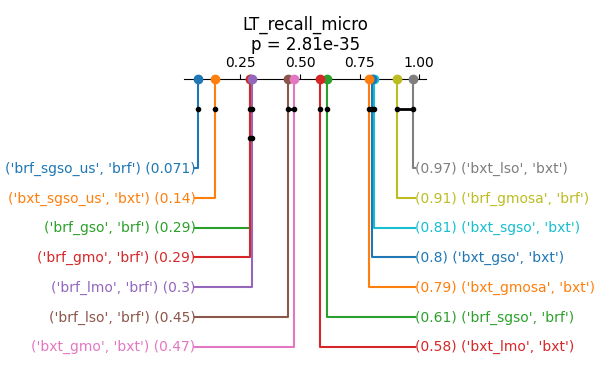 LT_recall_micro
p = 2.81e-35
0.25 0.50 0.75 1.00
('brf_sgso_us', 'brf') (0.071) (0.97) ('bxt_lso', 'bxt')
('bxt_sgso_us', 'bxt') (0.14) (0.91) ('brf_gmosa', 'brf')
('brf_gso', 'brf') (0.29) (0.81) ('bxt_sgso', 'bxt')
('brf_gmo', 'brf') (0.29) (0.8) ('bxt_gso', 'bxt')
('brf_lmo', 'brf') (0.3) (0.79) ('bxt_gmosa', 'bxt')
('brf_lso', 'brf') (0.45) (0.61) ('brf_sgso', 'brf')
('bxt_gmo', 'bxt') (0.47) (0.58) ('bxt_lmo', 'bxt')